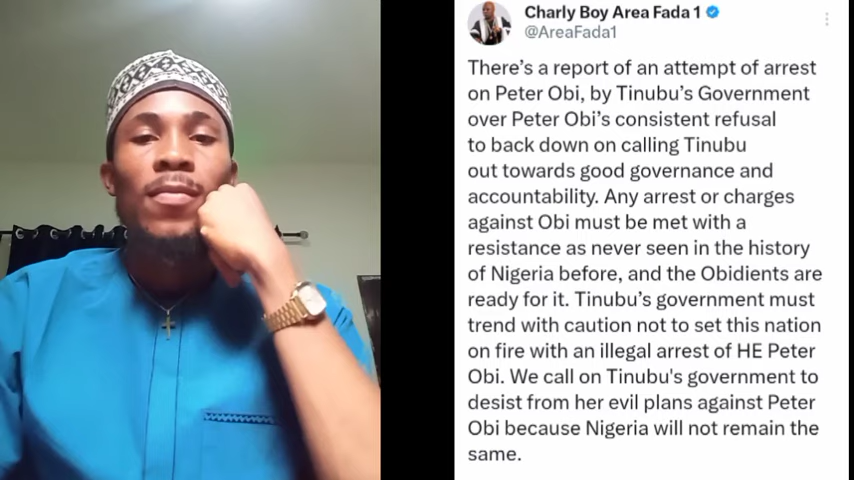 Charly Boy Area Fada 1
@AreaFada1
There's a report of an attempt of arrest
on Peter Obi, by Tinubu's Government
over Peter Obi's consistent refusal
to back down on calling Tinubu
out towards good governance and
accountability. Any arrest or charges
against Obi must be met with a
resistance as never seen in the history
of Nigeria before, and the Obidients are
ready for it. Tinubu's government must
trend with caution not to set this nation
on fire with an illegal arrest of HE Peter
Obi. We call on Tinubu's government to
desist from her evil plans against Peter
Obi because Nigeria will not remain the
same.